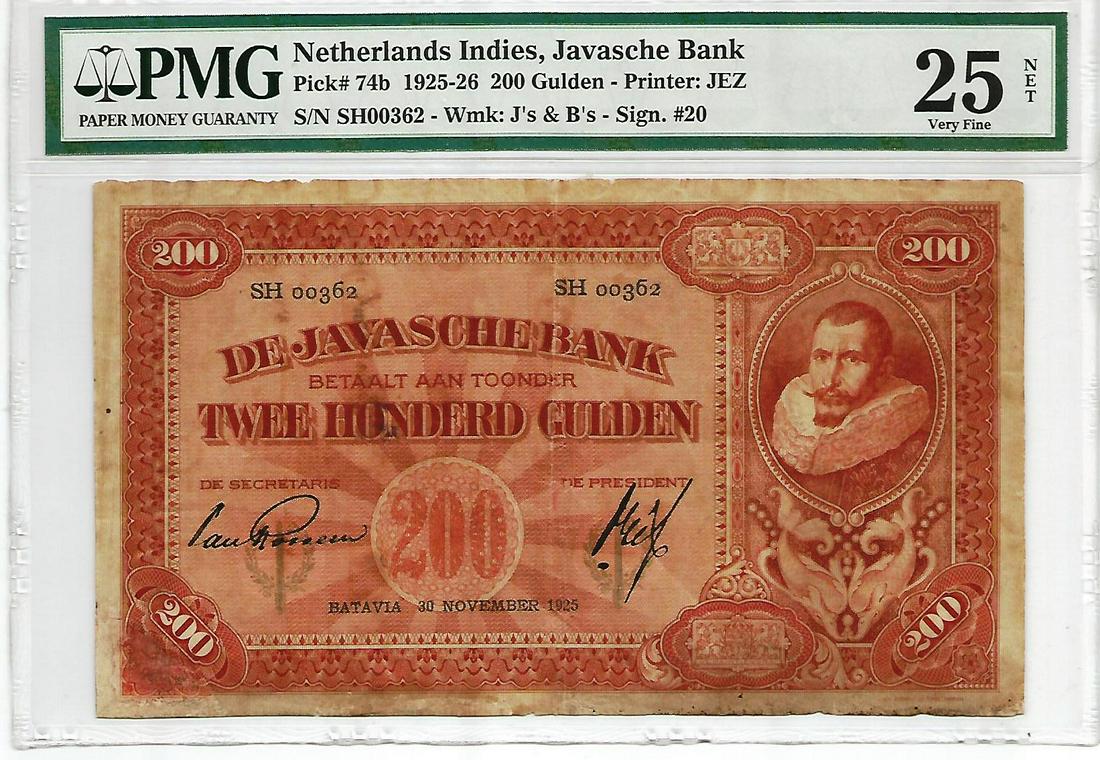 PMG
PAPER MONEY GUARANTY
Netherlands Indies, Javasche Bank
Pick# 74b 1925-26 200 Gulden - Printer: JEZ
S/N SH00362 - Wmk: J's & B's - Sign. #20
25
NET
Very Fine
200 200
SH 00362 SH 00362
DE JAVASCHE BANK
BETAALT AAN TOONDER
TWEE HONDERD GULDEN
DE SECRETARIS DE PRESIDENT
200
BATAVIA 30 NOVEMBER 1925
200 200